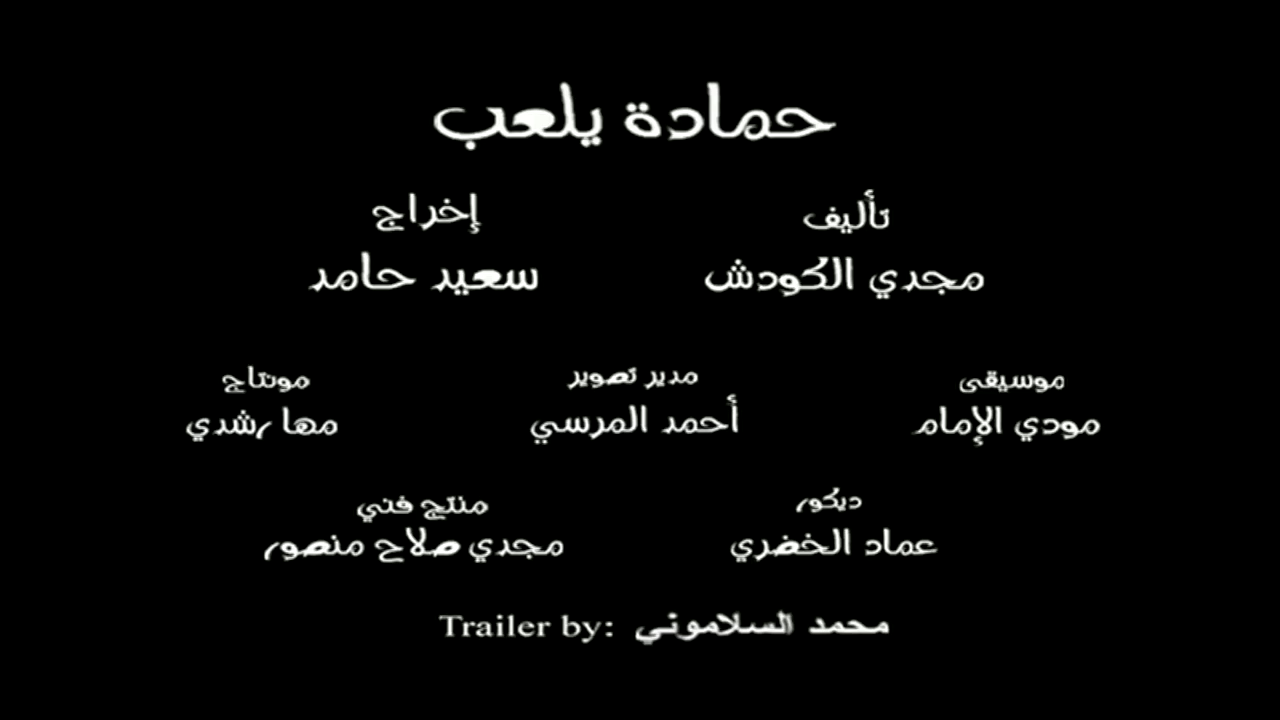 حمادة يلعب
تأليف إخراج
مجدي الكودش سعيد حامد
موسيقى مدير تصوير مونتاج
مودي الإمام أحمد المرسي مها رشدي
ديكور منتج فني
عماد الخضري مجدي صلاح منصور
Trailer by: محمد السلاموني